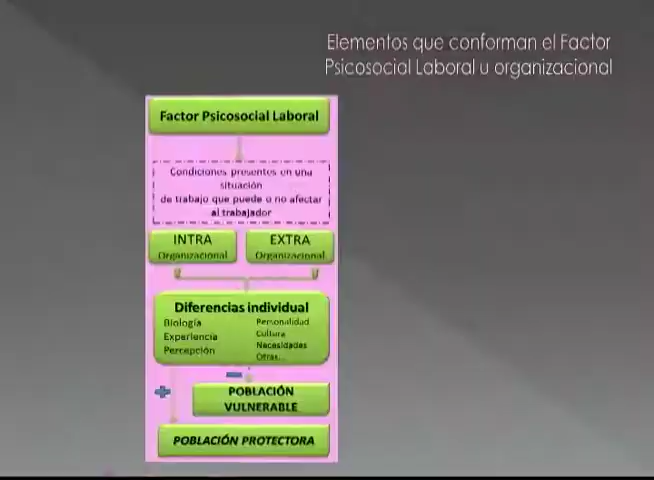 Elementos que conforman el Factor
Psicosocial Laboral u organizacional
Factor Psicosocial Laboral
Condiciones presentes en una
situación
de trabajo que puede o no afectar
al trabajador
INTRA
Organizacional
EXTRA
Organizacional
Diferencias individual
Biología
Experiencia
Percepción
Personalidad
Cultura
Necesidades
Otras...
POBLACIÓN
VULNERABLE
POBLACIÓN PROTECTORA